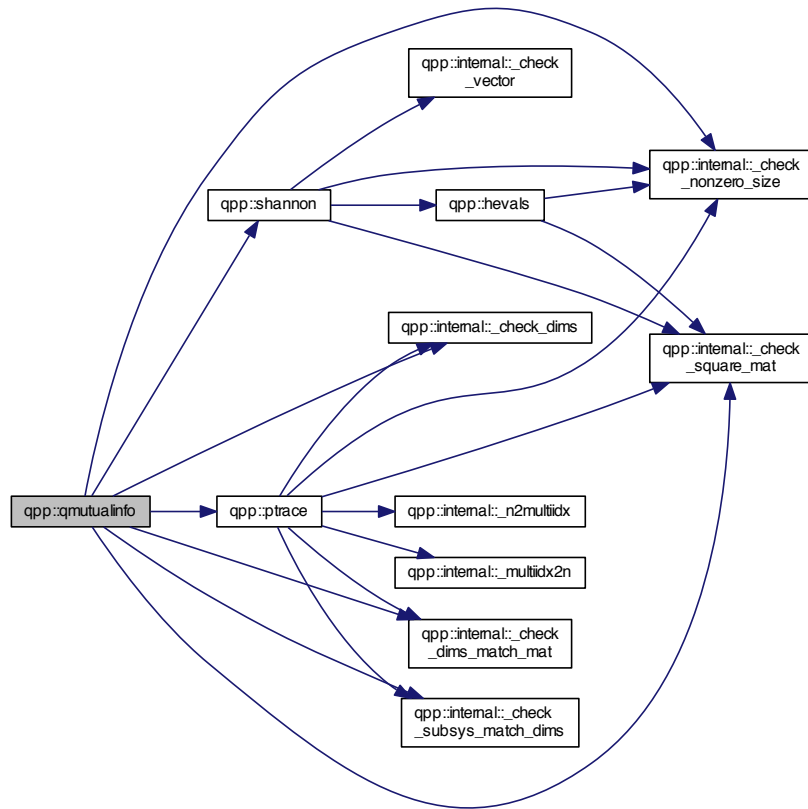 qpp::internal::_check
_vector
qpp::internal::_check
_nonzero_size
qpp::shannon
qpp::hevals
qpp::internal::_check_dims
qpp::internal::_check
_square_mat
qpp::qmutualinfo
qpp::ptrace
qpp::internal::_n2multiidx
qpp::internal::_multiidx2n
qpp::internal::_check
_dims_match_mat
qpp::internal::_check
_subsys_match_dims